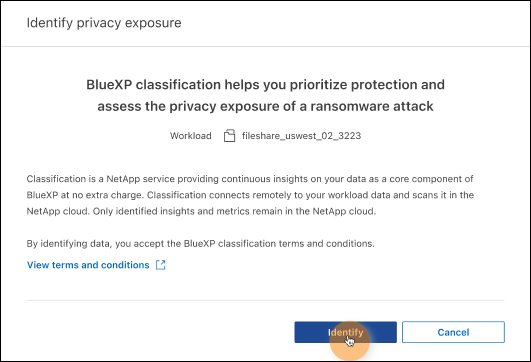 Identify privacy exposure
BlueXP classification helps you prioritize protection and
assess the privacy exposure of a ransomware attack
Workload fileshare_uswest_02_3223
Classification is a NetApp service providing continuous insights on your data as a core component of
BlueXP at no extra charge. Classification connects remotely to your workload data and scans it in the
NetApp cloud. Only identified insights and metrics remain in the NetApp cloud.
By identifying data, you accept the BlueXP classification terms and conditions.
View terms and conditions
Identify Cancel